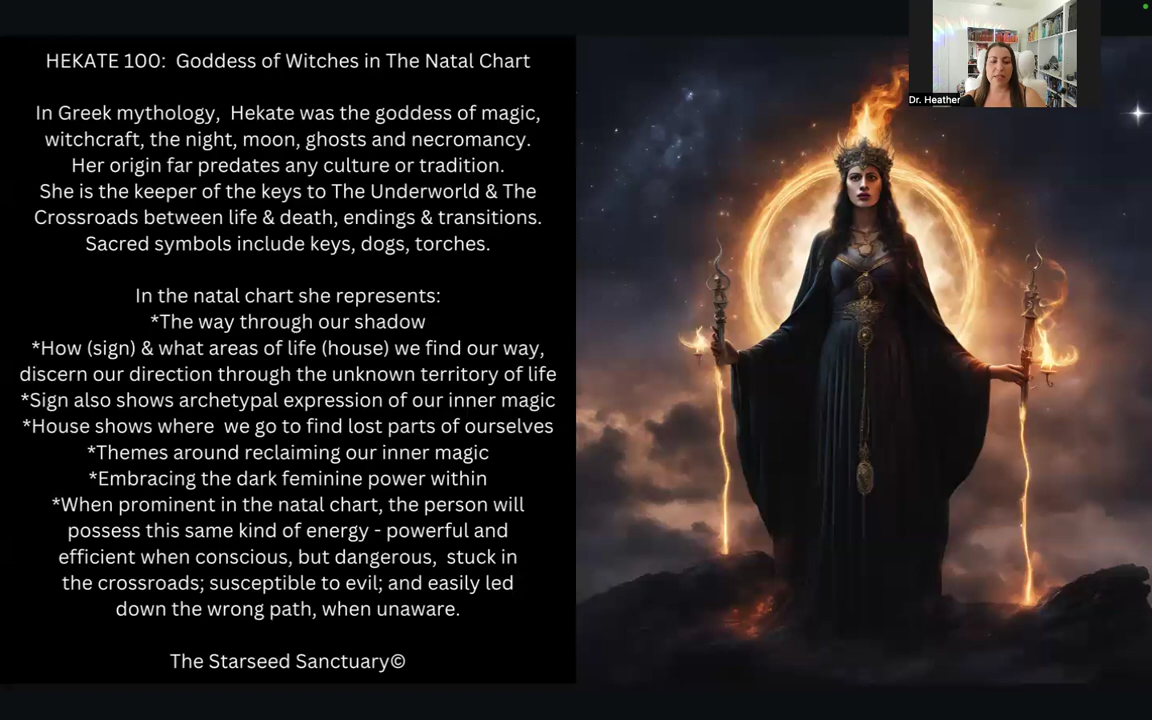 HEKATE 100:  Goddess of Witches in The Natal Chart
In Greek mythology,  Hekate was the goddess of magic,
witchcraft, the night, moon, ghosts and necromancy.
Her origin far predates any culture or tradition.
She is the keeper of the keys to The Underworld & The
Crossroads between life & death, endings & transitions.
Sacred symbols include keys, dogs, torches.
In the natal chart she represents:
*The way through our shadow
*How (sign) & what areas of life (house) we find our way,
discern our direction through the unknown territory of life
*Sign also shows archetypal expression of our inner magic
*House shows where  we go to find lost parts of ourselves
*Themes around reclaiming our inner magic
*Embracing the dark feminine power within
*When prominent in the natal chart, the person will
possess this same kind of energy - powerful and
efficient when conscious, but dangerous,  stuck in
the crossroads; susceptible to evil; and easily led
down the wrong path, when unaware.
The Starseed Sanctuary©
Dr. Heather